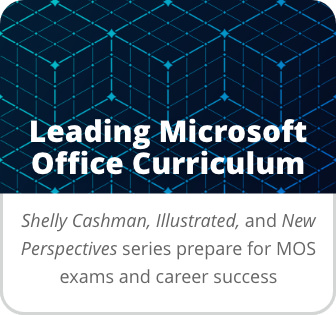 Leading Microsoft
Office Curriculum
Shelly Cashman, Illustrated, and New
Perspectives series prepare for MOS
exams and career success